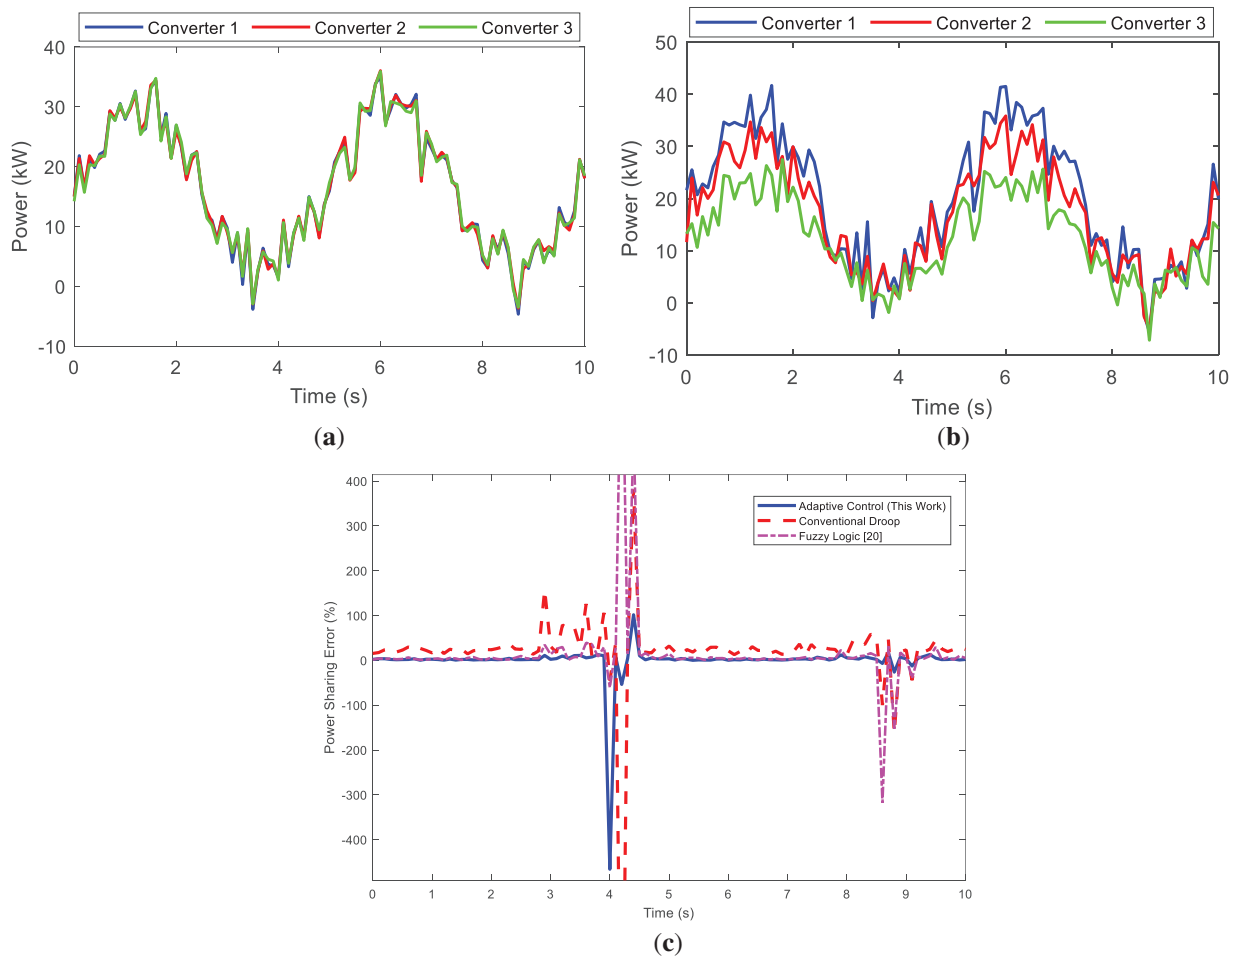 Converter 1 Converter 2 Converter 3
40
30
20
10
0
-10
Power (kW)
0 2 4 6 8 10
Time (s)
(a)
Converter 1 Converter 2 Converter 3
50
40
30
20
10
0
-10
Power (kW)
0 2 4 6 8 10
Time (s)
(b)
Adaptive Control (This Work)
Conventional Droop
Fuzzy Logic [20]
400
300
200
100
0
-100
-200
-300
-400
Power Sharing Error (%)
0 1 2 3 4 5 6 7 8 9 10
Time (s)
(c)